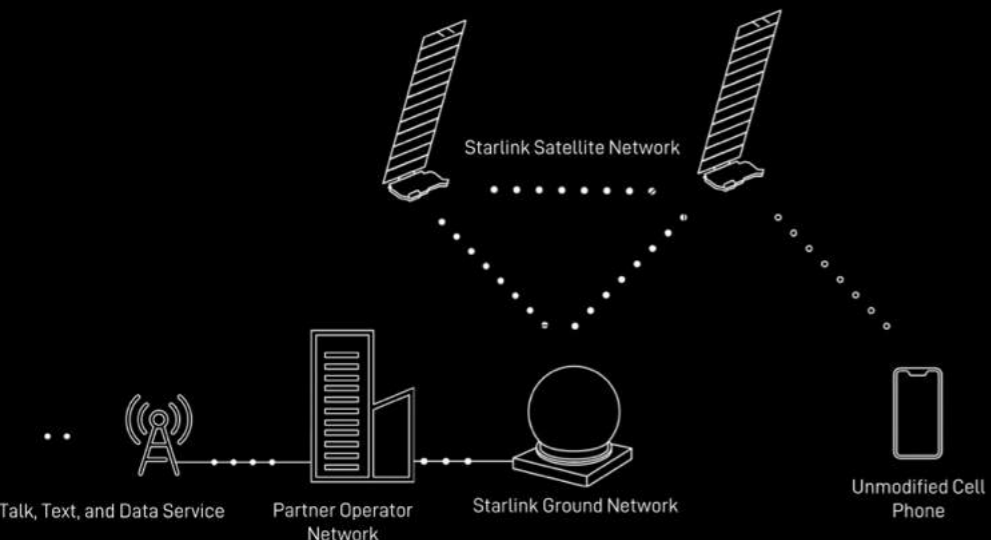 Starlink Satellite Network
Talk, Text, and Data Service
Partner Operator
Network
Starlink Ground Network
Unmodified Cell
Phone